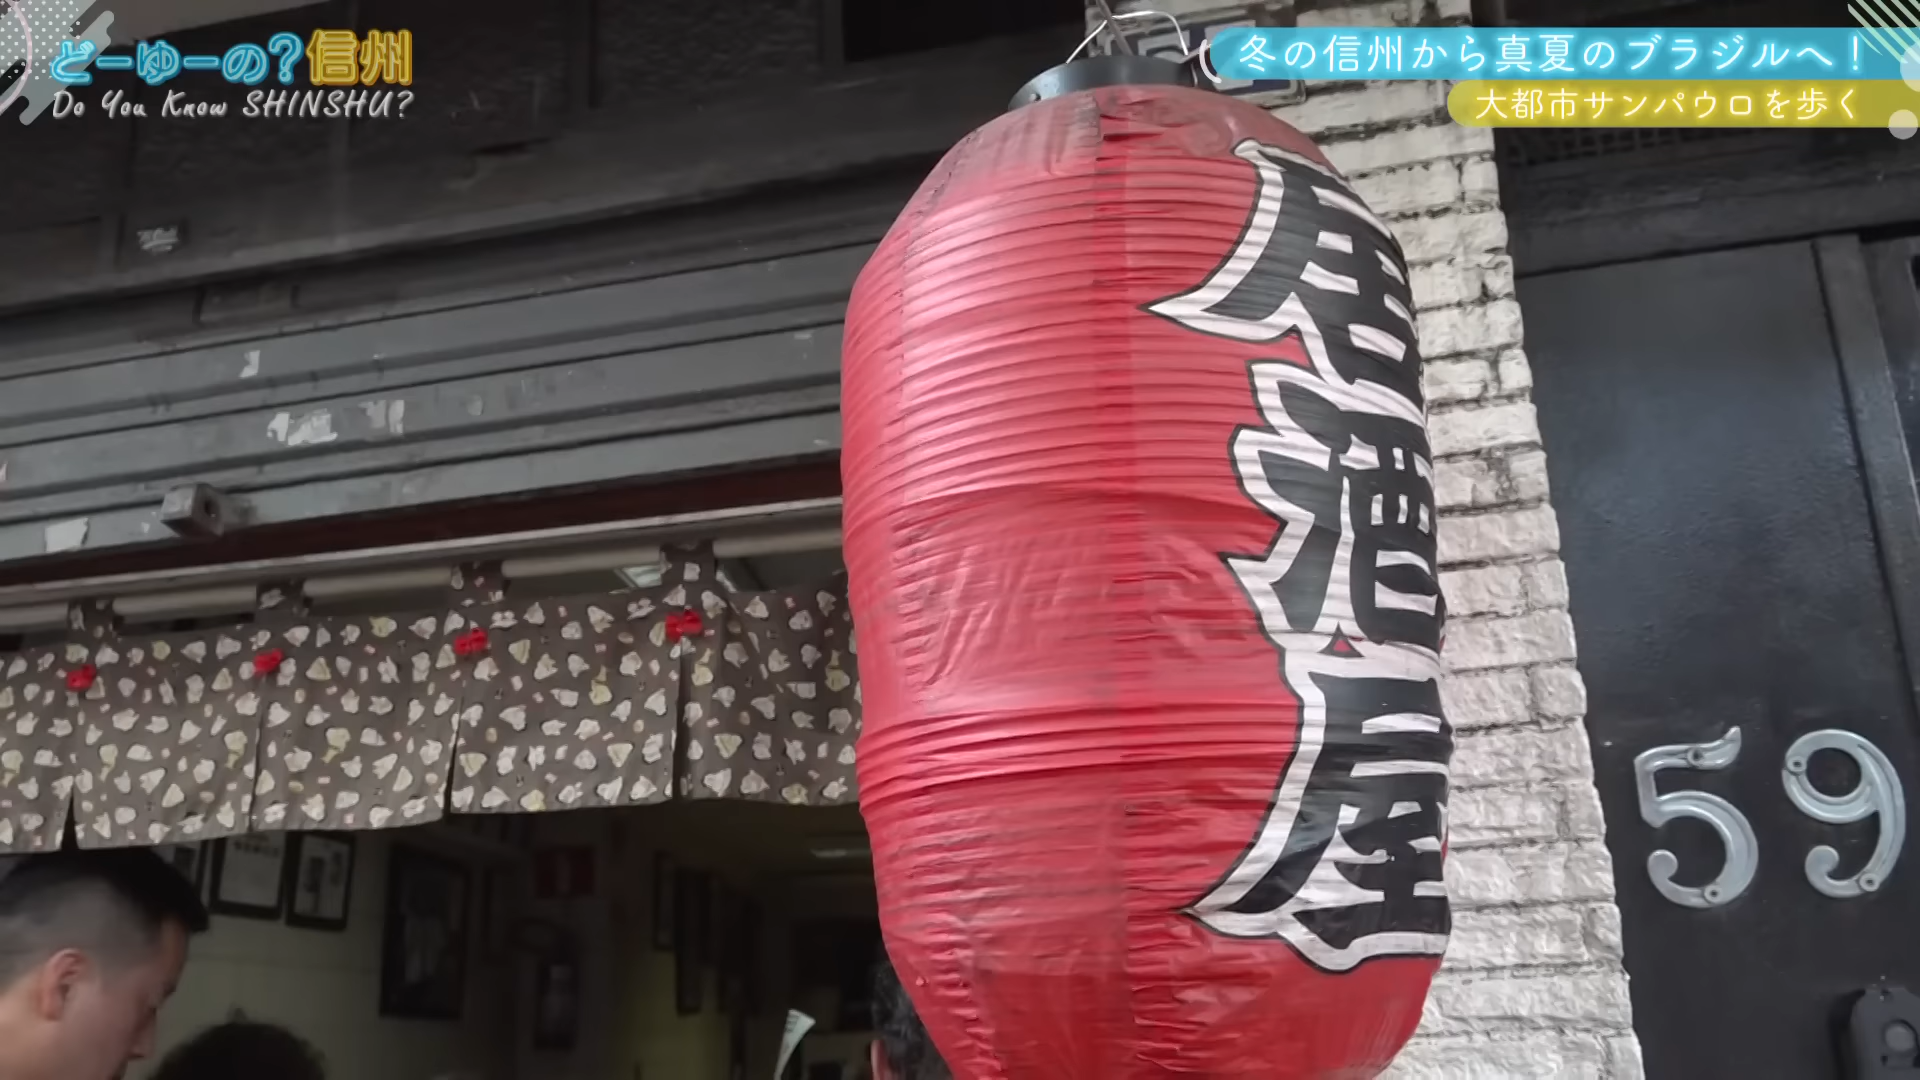 どーゆーの?信州
Do You Know SHINSHU?
冬の信州から真夏のブラジルへ！
大都市サンパウロを歩く
居酒屋
59